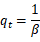 q_t = 1/β